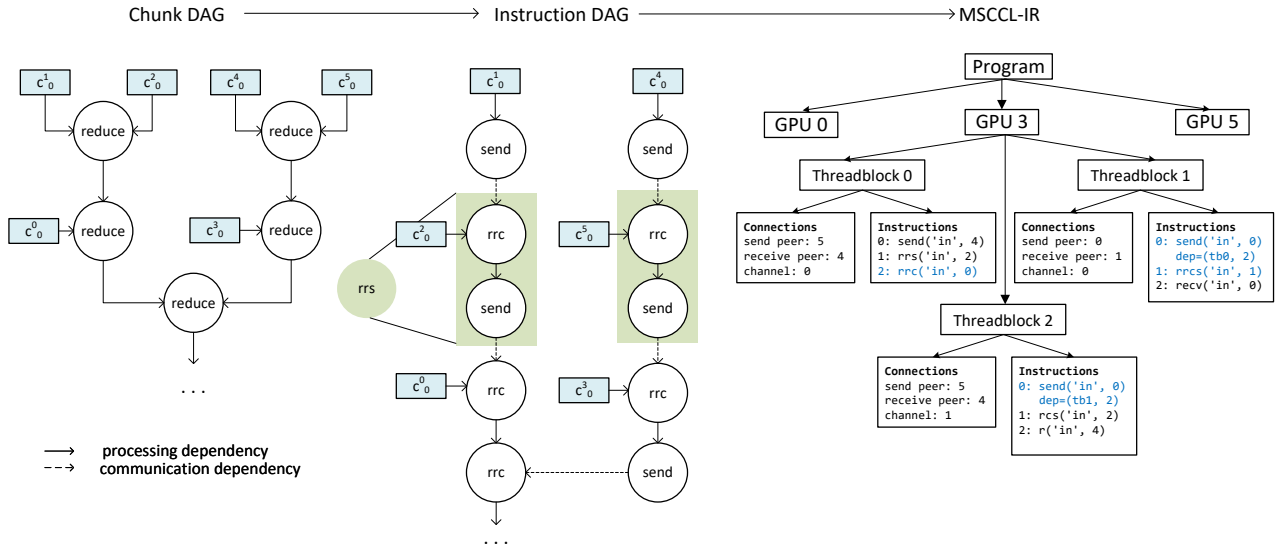 Chunk DAG
Instruction DAG
MSCCL-IR
c¹₀
c²₀
c⁴₀
c⁵₀
reduce
reduce
c⁰₀
reduce
c³₀
reduce
reduce
. . .
processing dependency
communication dependency
c¹₀
c⁴₀
send
send
c²₀
rrc
c⁵₀
rrc
rrs
send
send
c⁰₀
rrc
c³₀
rrc
rrc
send
. . .
Program
GPU 0
GPU 3
GPU 5
Threadblock 0
Threadblock 1
Connections
send peer: 5
receive peer: 4
channel: 0
Instructions
0: send('in', 4)
1: rrs('in', 2)
2: rrc('in', 0)
Connections
send peer: 0
receive peer: 1
channel: 0
Instructions
0: send('in', 0)
dep=(tb0, 2)
1: rrcs('in', 1)
2: recv('in', 0)
Threadblock 2
Connections
send peer: 5
receive peer: 4
channel: 1
Instructions
0: send('in', 0)
dep=(tb1, 2)
1: rcs('in', 2)
2: r('in', 4)